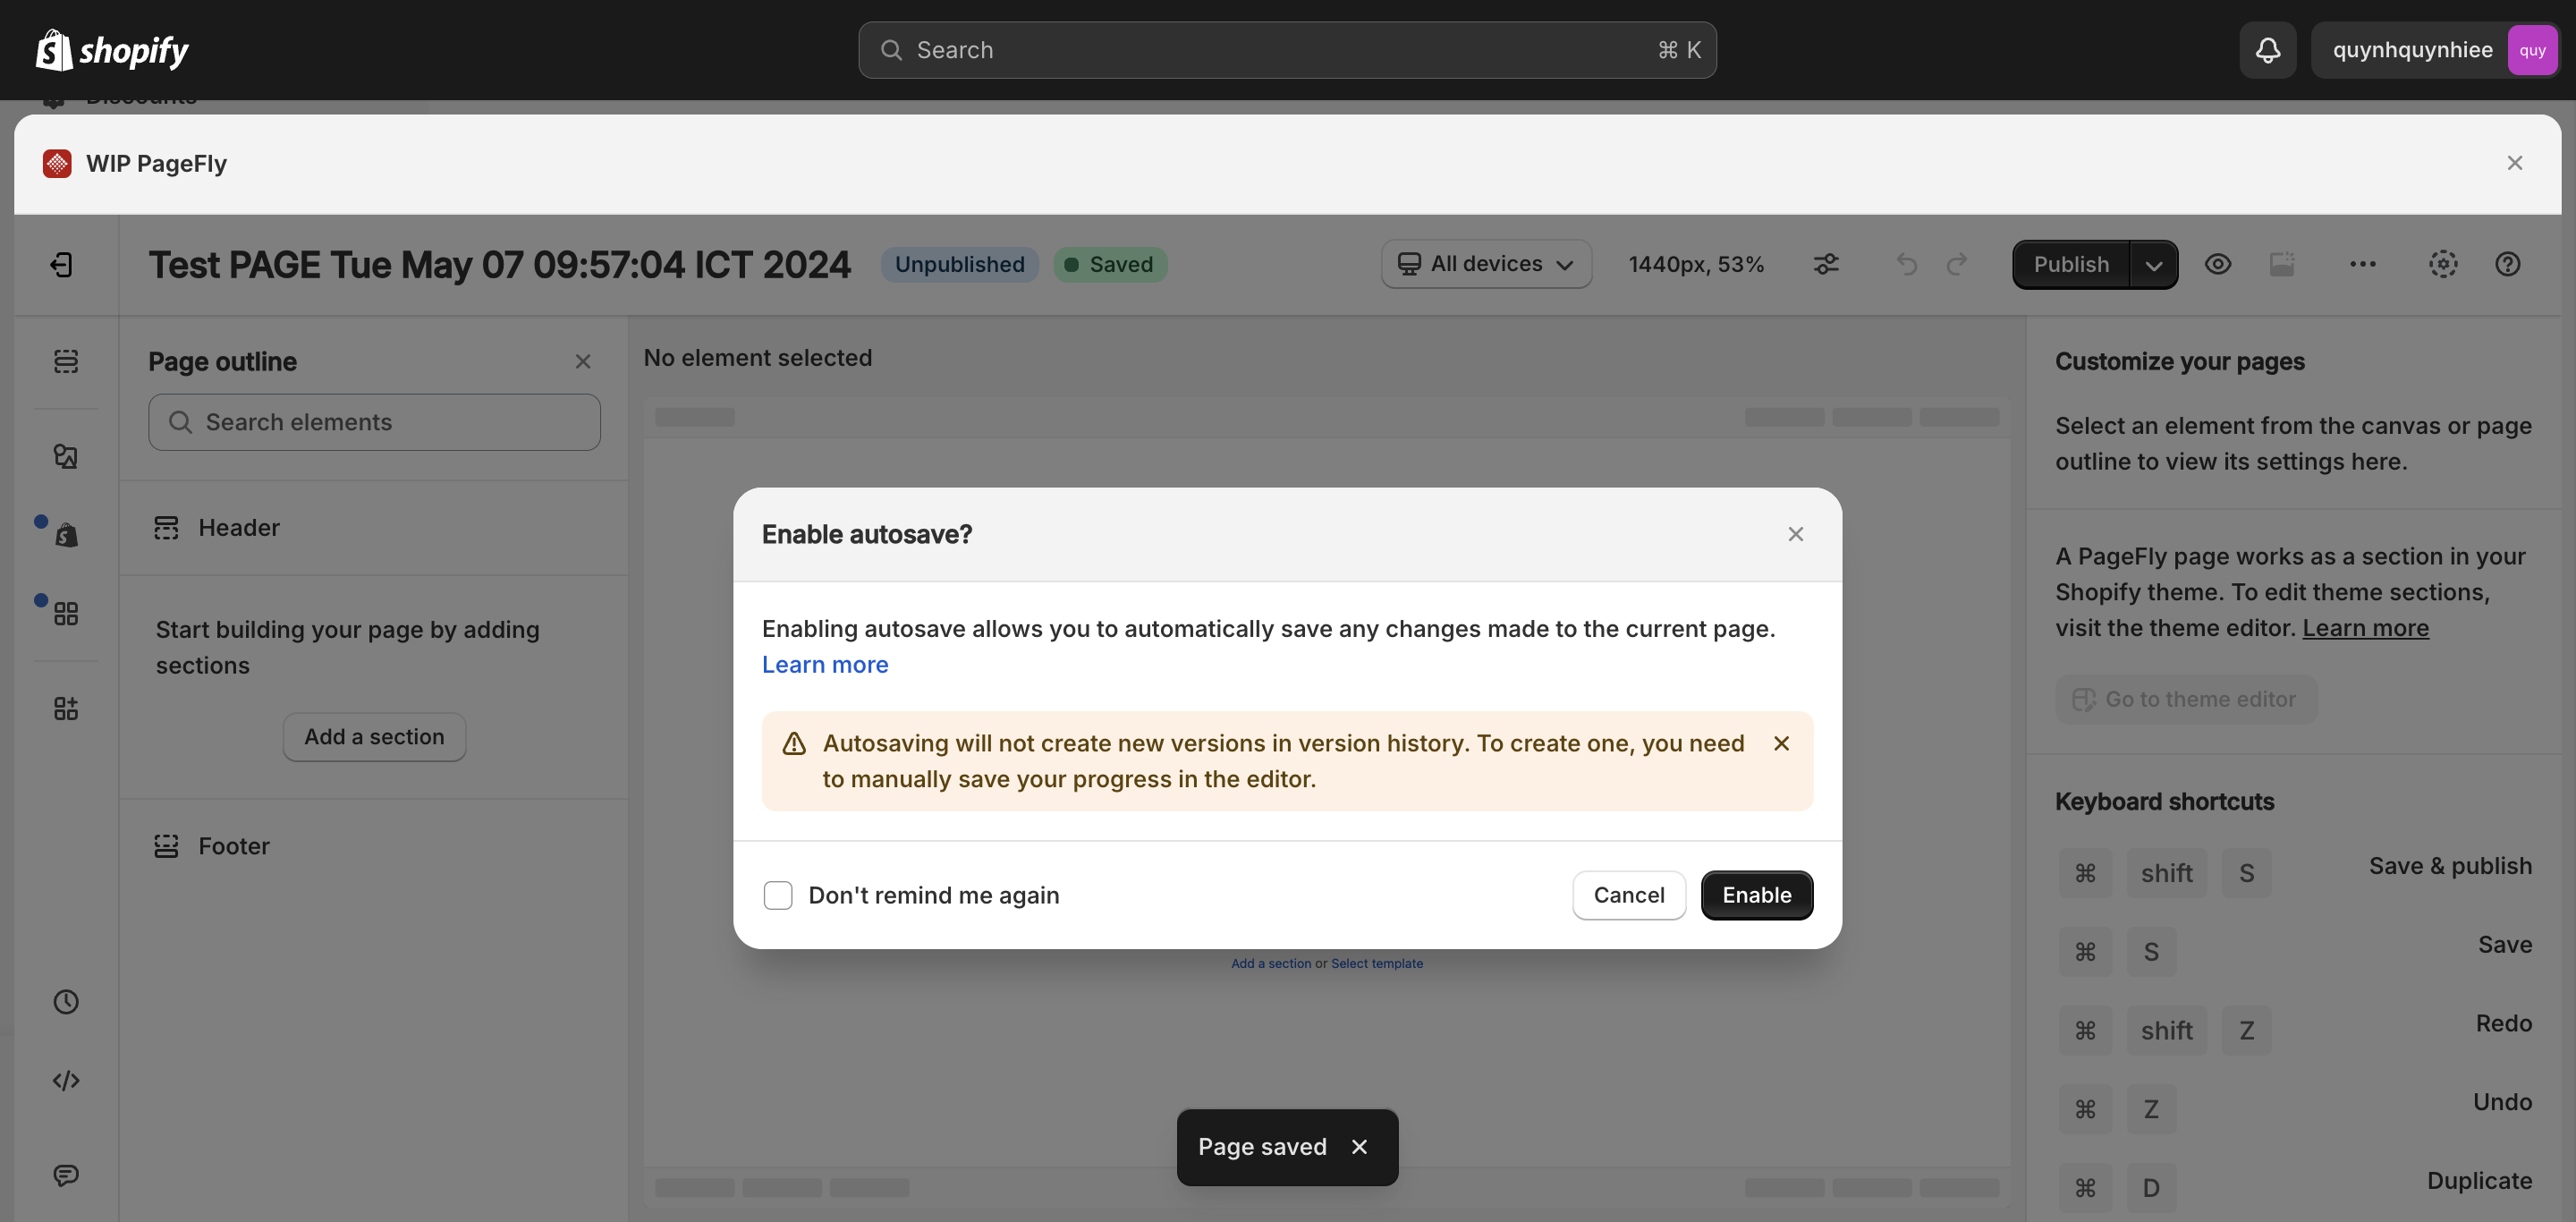 shopify
Search
⌘ K
quynhquynhiee
quy
Discounts
WIP PageFly
Test PAGE Tue May 07 09:57:04 ICT 2024
Unpublished
Saved
All devices
1440px, 53%
Publish
Page outline
Search elements
Header
Start building your page by adding
sections
Add a section
Footer
No element selected
Enable autosave?
Enabling autosave allows you to automatically save any changes made to the current page.
Learn more
Autosaving will not create new versions in version history. To create one, you need
to manually save your progress in the editor.
Don't remind me again
Cancel
Enable
Add a section or Select template
Page saved
Customize your pages
Select an element from the canvas or page
outline to view its settings here.
A PageFly page works as a section in your
Shopify theme. To edit theme sections,
visit the theme editor. Learn more
Go to theme editor
Keyboard shortcuts
⌘ shift S Save & publish
⌘ S Save
⌘ shift Z Redo
⌘ Z Undo
⌘ D Duplicate